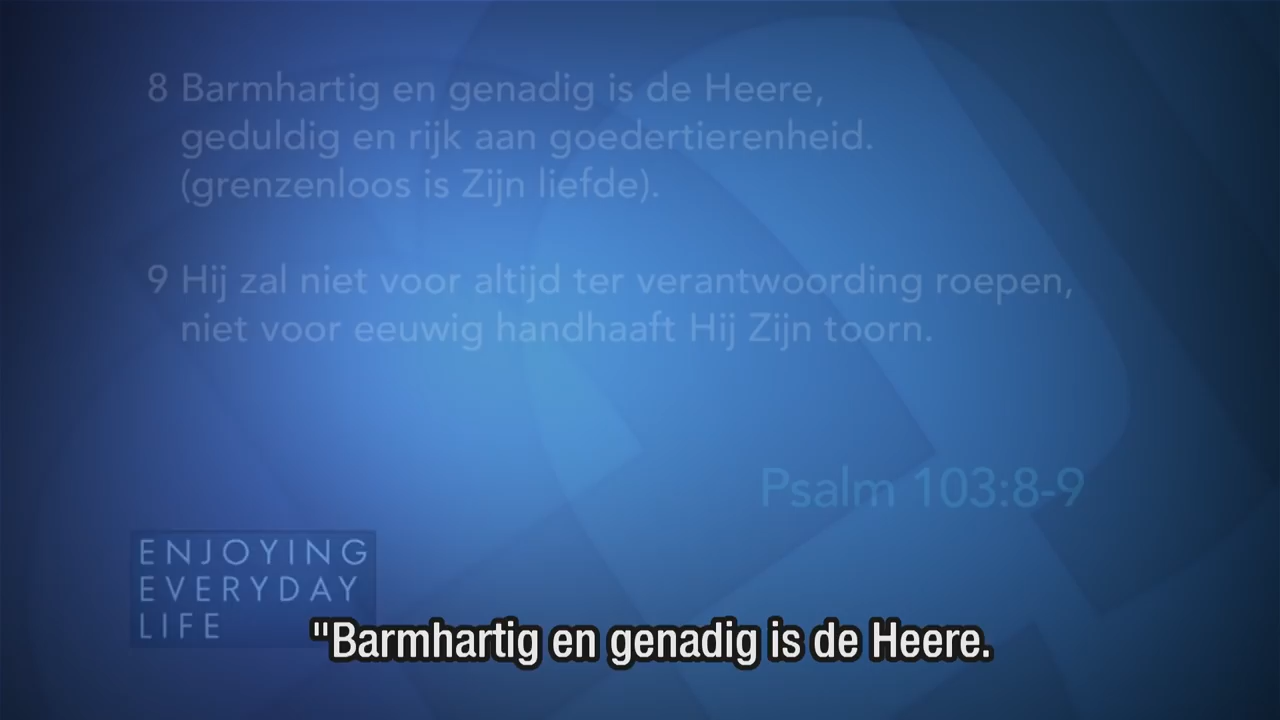 8 Barmhartig en genadig is de Heere,
geduldig en rijk aan goedertierenheid.
(grenzenloos is Zijn liefde).
9 Hij zal niet voor altijd ter verantwoording roepen,
niet voor eeuwig handhaaft Hij Zijn toorn.
Psalm 103:8-9
ENJOYING
EVERYDAY
LIFE
"Barmhartig en genadig is de Heere.